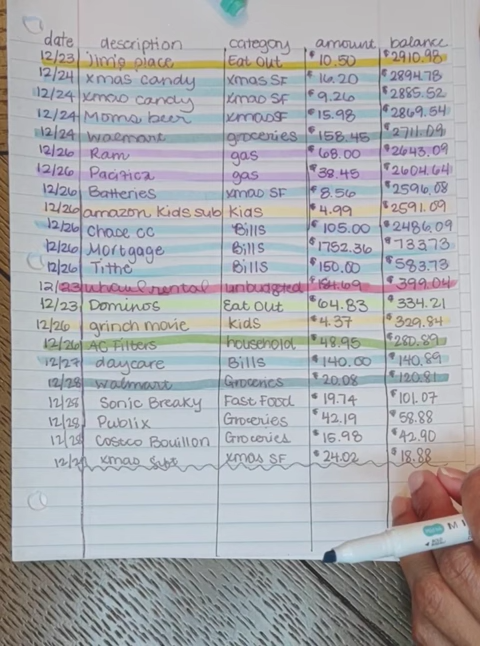 date description category amount balance
12/23 Jim's place Eat Out $10.50 $2910.98
12/24 xmas candy xmas SF $16.20 $2894.78
12/24 xmas candy xmas SF $9.26 $2885.52
12/24 Moms beer xmas SF $15.98 $2869.54
12/24 Walmart groceries $158.45 $2711.09
12/26 Ram gas $68.00 $2643.09
12/26 Pacifica gas $38.45 $2604.64
12/26 Batteries xmas SF $8.56 $2596.08
12/26 amazon kids sub kids $4.99 $2591.09
12/26 Chase CC Bills $105.00 $2486.09
12/26 Mortgage Bills $1752.36 $733.73
12/26 Tithe Bills $150.00 $583.73
12/23 uhaul rental unbudgeted $184.69 $399.04
12/23 Dominos Eat Out $64.83 $334.21
12/26 grinch movie kids $4.37 $329.84
12/26 AC Filters household $48.95 $280.89
12/27 daycare Bills $140.00 $140.89
12/28 walmart Groceries $20.08 $120.81
12/28 Sonic Breaky Fast Food $19.74 $101.07
12/28 Publix Groceries $42.19 $58.88
12/28 Costco Bouillon Groceries $15.98 $42.90
xmas xmas SF $24.02 $18.88